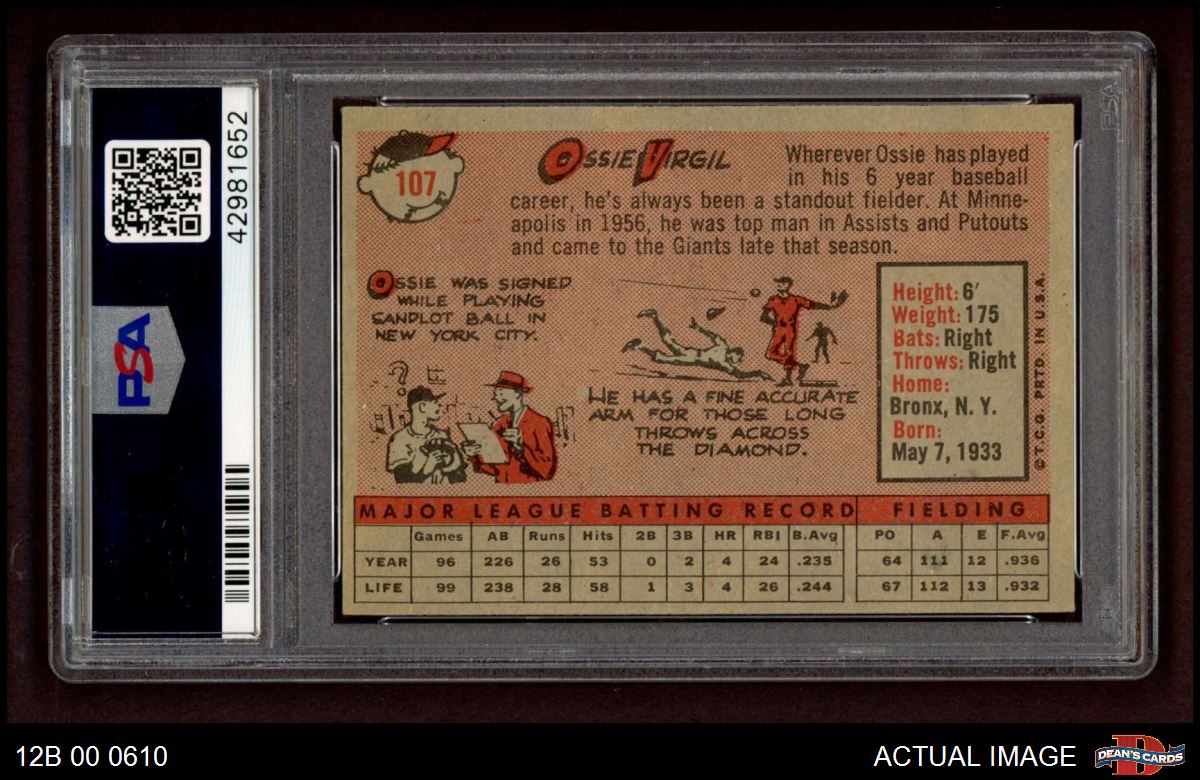 42981652
PSA
PSA
107
OSSIE VIRGIL
Wherever Ossie has played
in his 6 year baseball
career, he's always been a standout fielder. At Minne-
apolis in 1956, he was top man in Assists and Putouts
and came to the Giants late that season.
OSSIE WAS SIGNED
WHILE PLAYING
SANDLOT BALL IN
NEW YORK CITY.
?
HE HAS A FINE ACCURATE
ARM FOR THOSE LONG
THROWS ACROSS
THE DIAMOND.
Height: 6'
Weight: 175
Bats: Right
Throws: Right
Home:
Bronx, N. Y.
Born:
May 7, 1933
© T.C.G. PRTD. IN U.S.A.
MAJOR LEAGUE BATTING RECORD FIELDING
Games AB Runs Hits 2B 3B HR RBI B.Avg PO A E F.Avg
YEAR 96 226 26 53 0 2 4 24 .235 64 111 12 .936
LIFE 99 238 28 58 1 3 4 26 .244 67 112 13 .932
12B 00 0610
ACTUAL IMAGE
D
DEAN'S CARDS